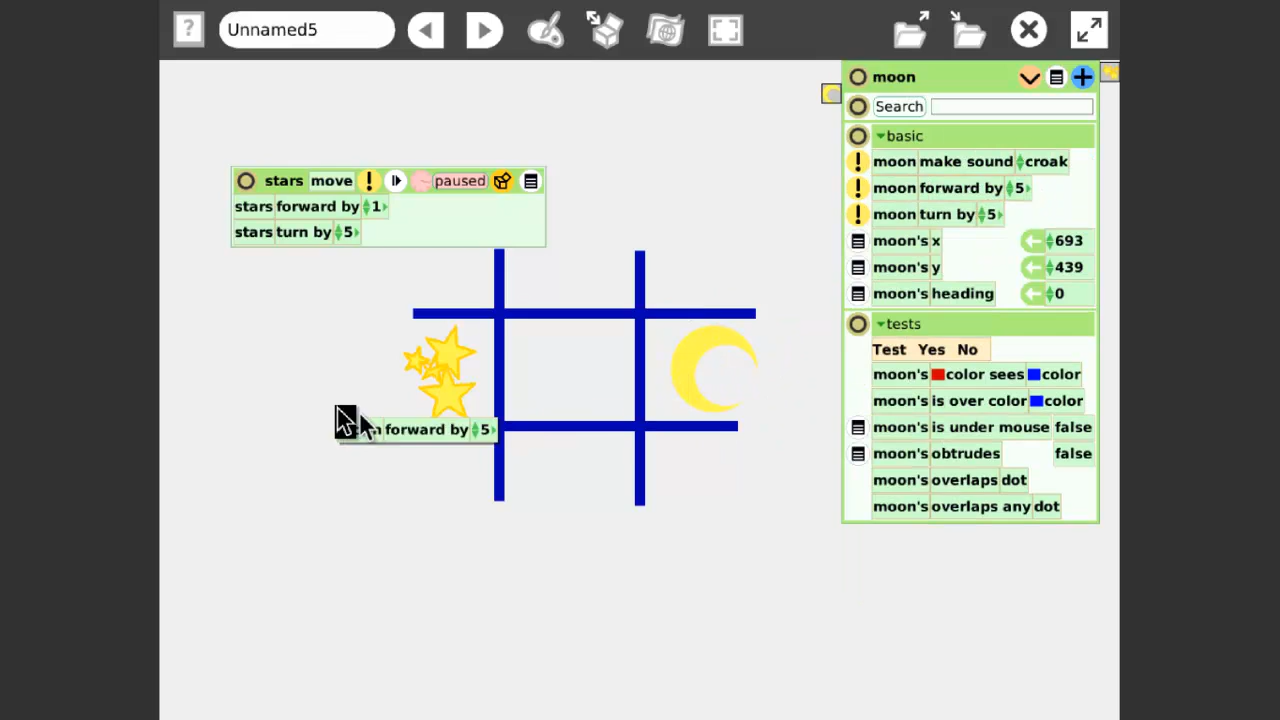 ?
Unnamed5
moon
Search
basic
! moon make sound croak
! moon forward by 5
! moon turn by 5
moon's x 693
moon's y 439
moon's heading 0
tests
Test Yes No
moon's color sees color
moon's is over color color
moon's is under mouse false
moon's obtrudes false
moon's overlaps dot
moon's overlaps any dot
stars move ! paused
stars forward by 1
stars turn by 5
forward by 5